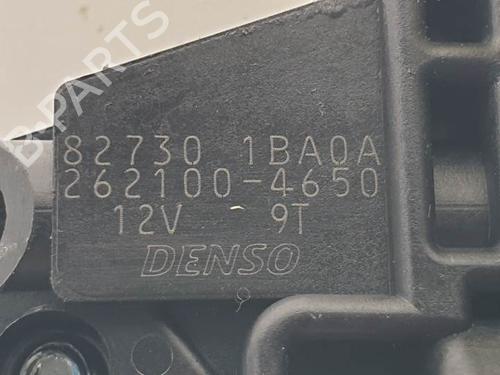 B-PARTS
82730 1BA0A
262100-4650
12V 9T
DENSO